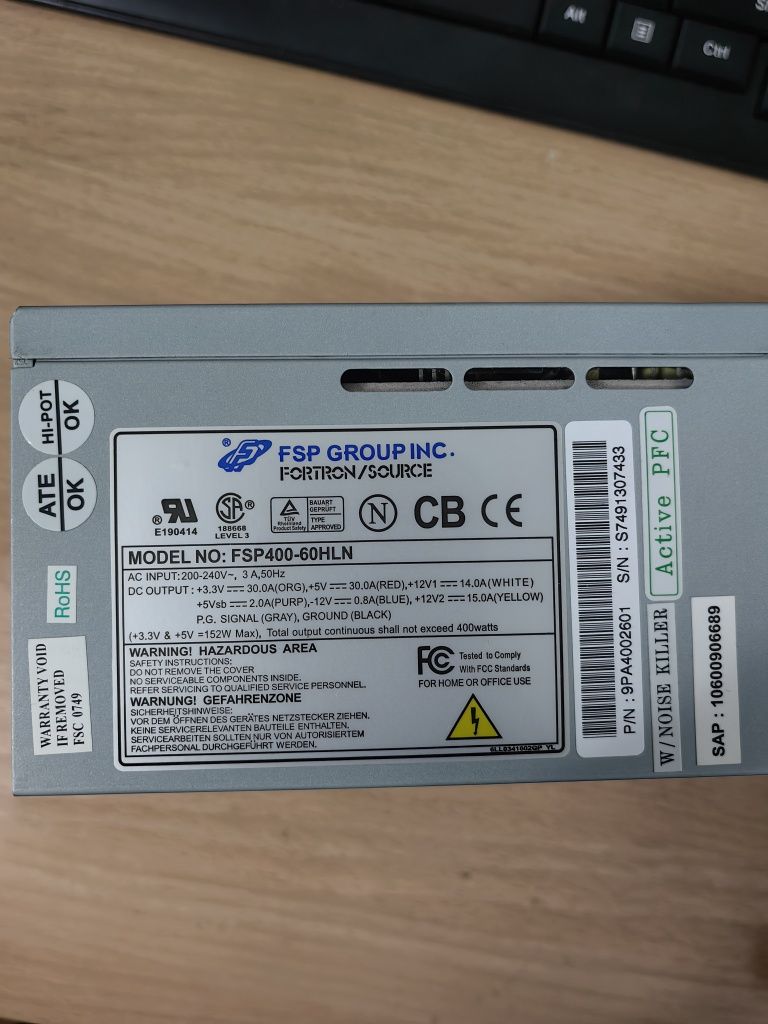 Alt
Ctrl
HI-POT
OK
ATE
OK
RoHS
WARRANTY VOID
IF REMOVED
FSC 0749
FSP GROUP INC.
FORTRON/SOURCE
E190414
188668
LEVEL 3
TÜV
Rheinland
Product Safety
BAUART
GEPRÜFT
TYPE
APPROVED
N
CB
CE
MODEL NO: FSP400-60HLN
AC INPUT:200-240V~, 3 A,50Hz
DC OUTPUT : +3.3V ⎓ 30.0A(ORG),+5V ⎓ 30.0A(RED),+12V1 ⎓ 14.0A(WHITE)
+5Vsb ⎓ 2.0A(PURP),-12V ⎓ 0.8A(BLUE), +12V2 ⎓ 15.0A(YELLOW)
P.G. SIGNAL (GRAY), GROUND (BLACK)
(+3.3V & +5V =152W Max), Total output continuous shall not exceed 400watts
WARNING! HAZARDOUS AREA
SAFETY INSTRUCTIONS:
DO NOT REMOVE THE COVER
NO SERVICEABLE COMPONENTS INSIDE.
REFER SERVICING TO QUALIFIED SERVICE PERSONNEL.
WARNUNG! GEFAHRENZONE
SICHERHEITSHINWEISE:
VOR DEM ÖFFNEN DES GERÄTES NETZSTECKER ZIEHEN.
KEINE SERVICERELEVANTEN BAUTEILE ENTHALTEN.
SERVICEARBEITEN SOLLTEN NUR VON AUTORISIERTEM
FACHPERSONAL DURCHGEFÜHRT WERDEN.
FC Tested to Comply
With FCC Standards
FOR HOME OR OFFICE USE
P/N : 9PA4002601 S/N : S7491307433
Active PFC
W/NOISE KILLER
SAP : 10600906689